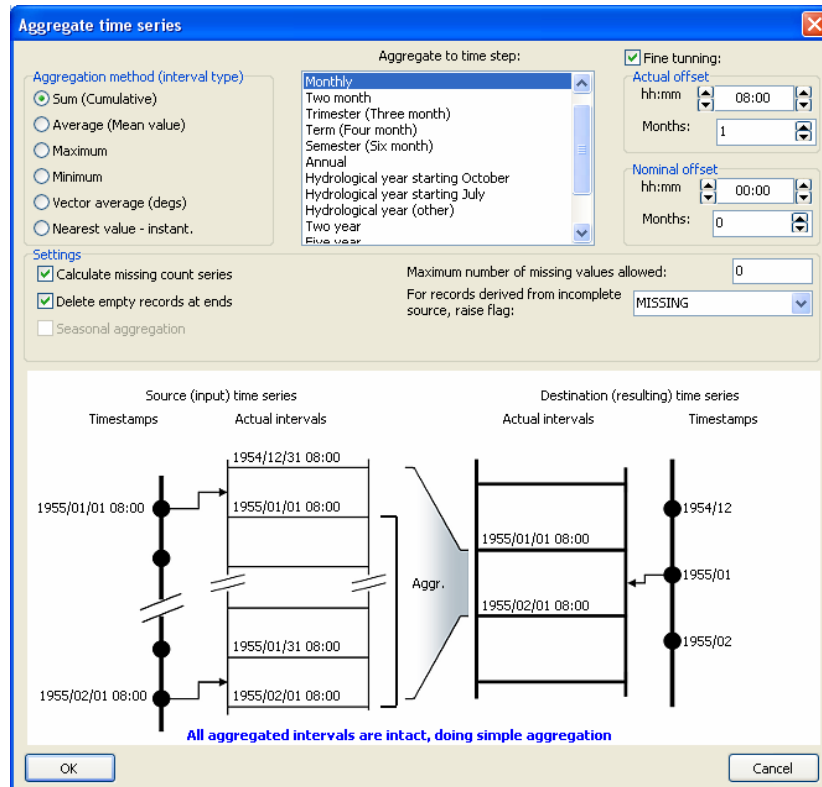 Aggregate time series
Aggregation method (interval type)
Sum (Cumulative)
Average (Mean value)
Maximum
Minimum
Vector average (degs)
Nearest value - instant.
Aggregate to time step:
Monthly
Two month
Trimester (Three month)
Term (Four month)
Semester (Six month)
Annual
Hydrological year starting October
Hydrological year starting July
Hydrological year (other)
Two year
Five year
Fine tunning:
Actual offset
hh:mm 08:00
Months: 1
Nominal offset
hh:mm 00:00
Months: 0
Settings
Calculate missing count series
Delete empty records at ends
Seasonal aggregation
Maximum number of missing values allowed: 0
For records derived from incomplete
source, raise flag: MISSING
Source (input) time series
Timestamps Actual intervals
1954/12/31 08:00
1955/01/01 08:00 1955/01/01 08:00
1955/01/31 08:00
1955/02/01 08:00 1955/02/01 08:00
Aggr.
Destination (resulting) time series
Actual intervals Timestamps
1954/12
1955/01/01 08:00
1955/01
1955/02/01 08:00
1955/02
All aggregated intervals are intact, doing simple aggregation
OK
Cancel